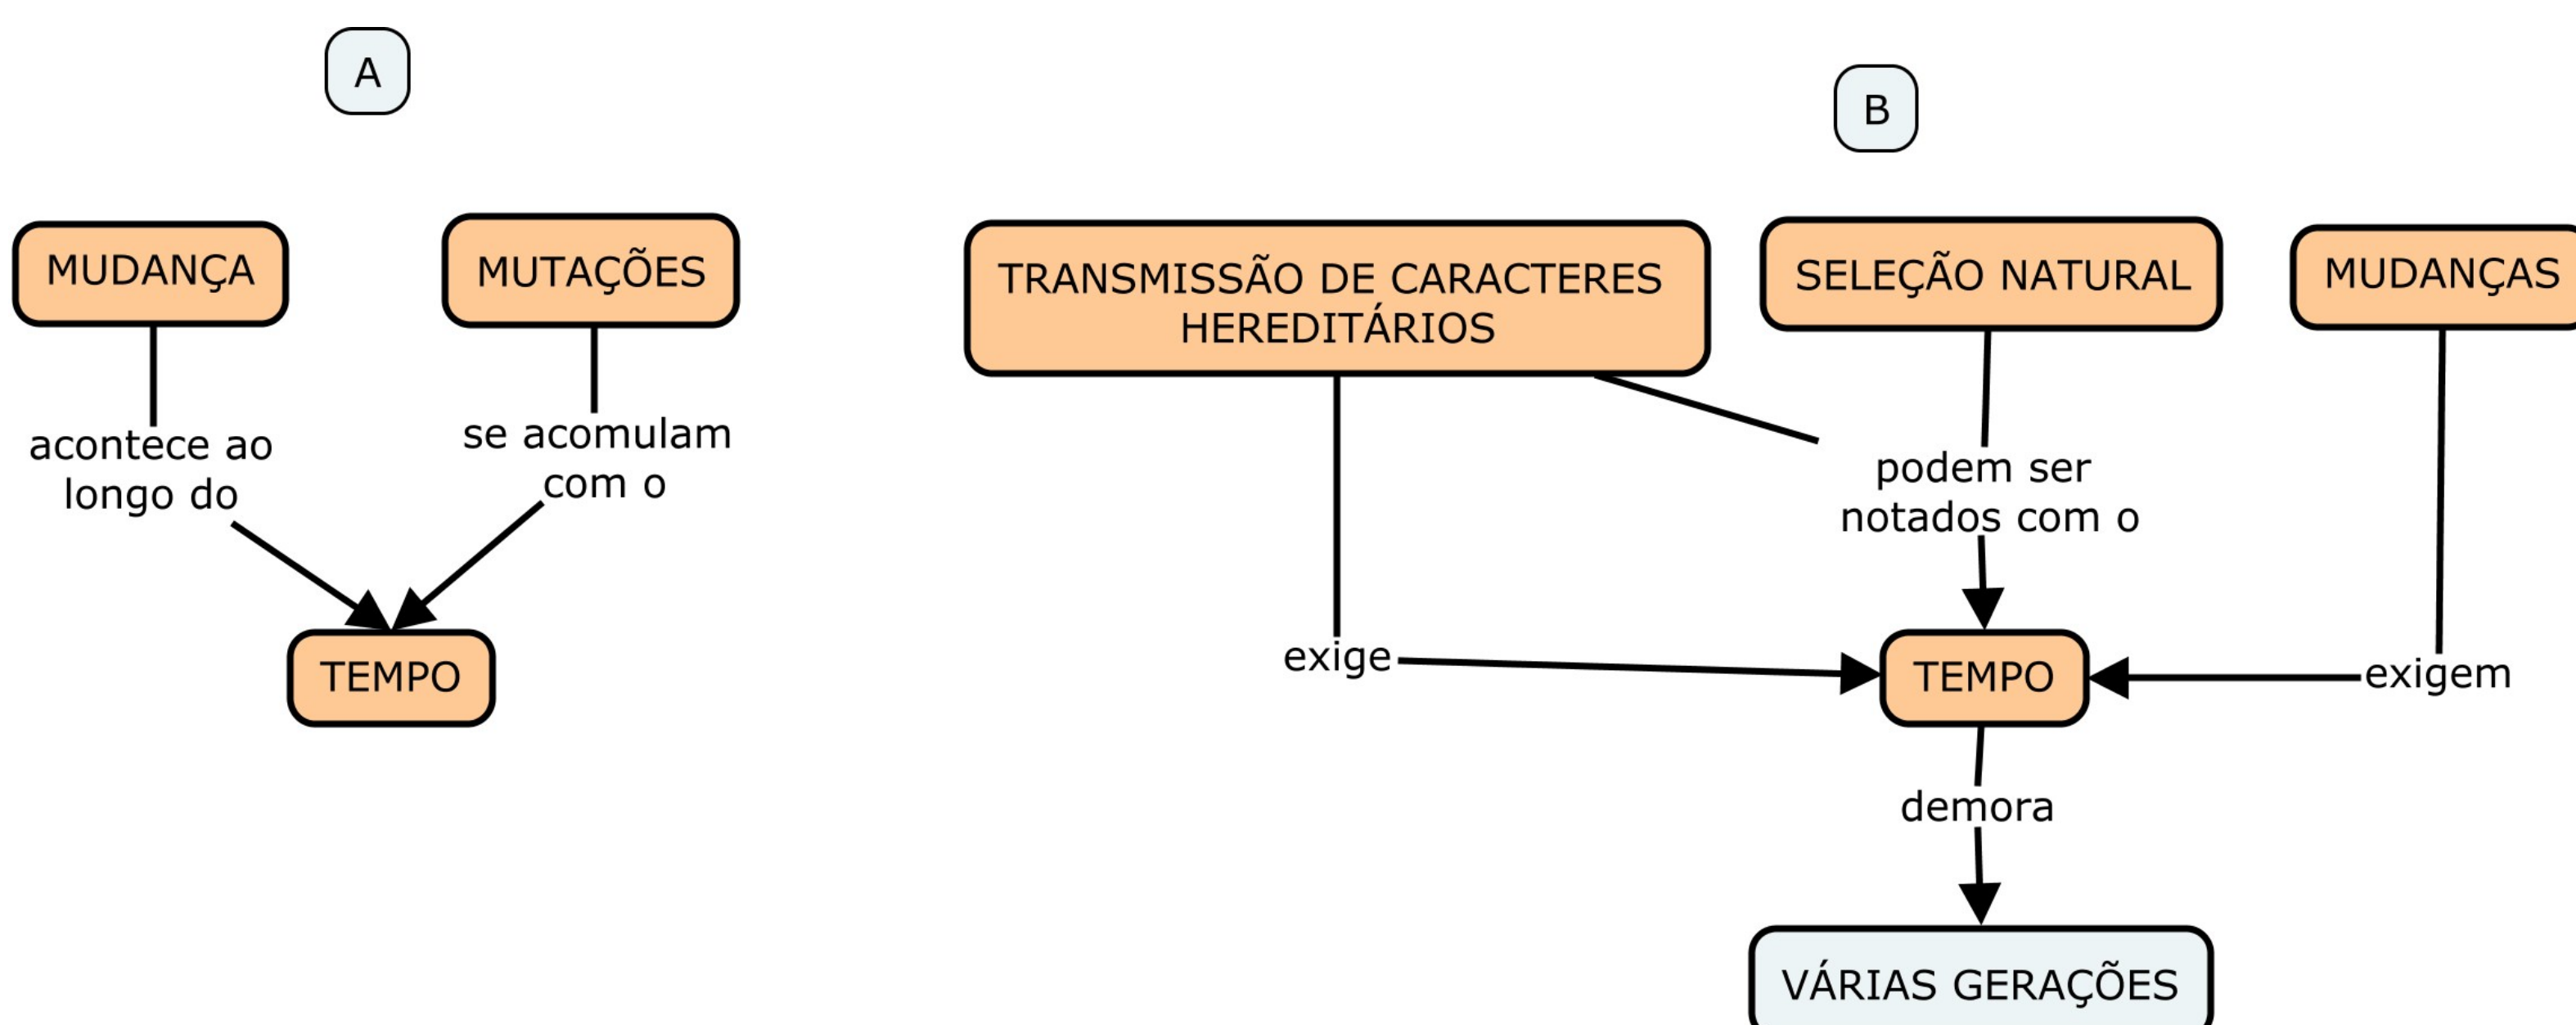 A
MUDANÇA
MUTAÇÕES
acontece ao
longo do
se acomulam
com o
TEMPO
B
TRANSMISSÃO DE CARACTERES
HEREDITÁRIOS
SELEÇÃO NATURAL
MUDANÇAS
podem ser
notados com o
exige
TEMPO
exigem
demora
VÁRIAS GERAÇÕES